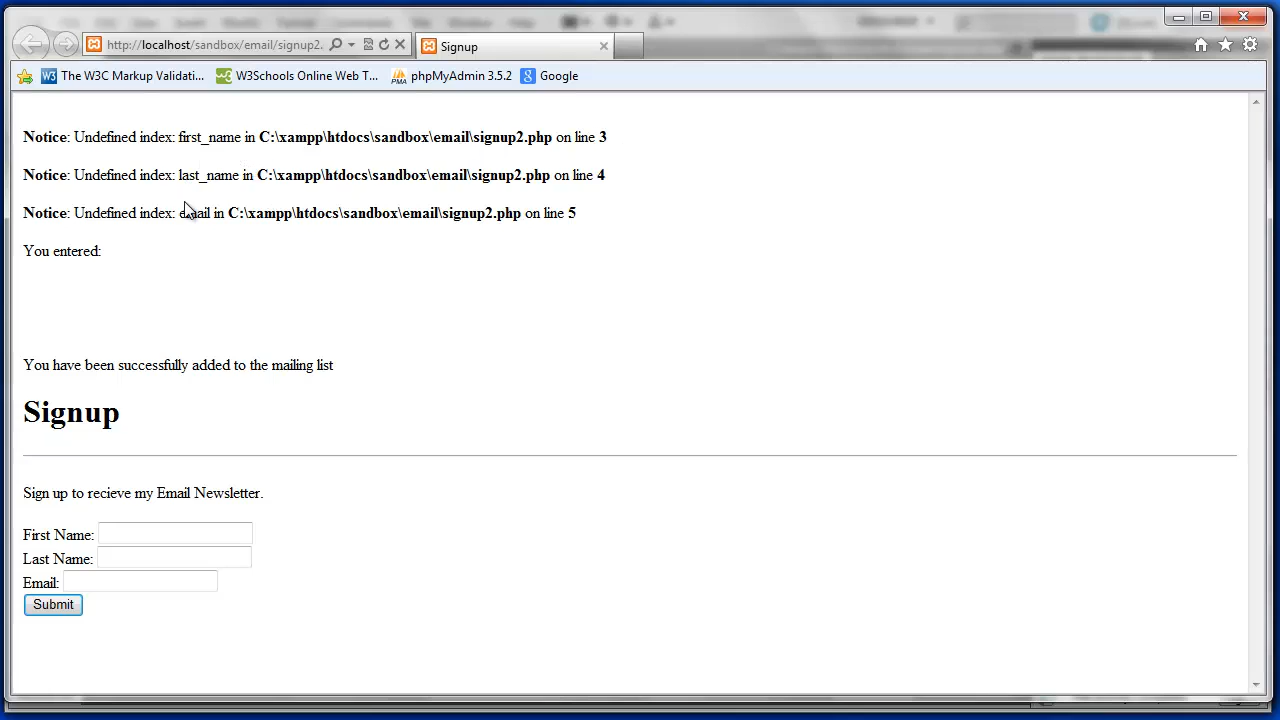 http://localhost/sandbox/email/signup2.
Signup
The W3C Markup Validati...
W3Schools Online Web T...
phpMyAdmin 3.5.2
Google
Notice: Undefined index: first_name in C:\xampp\htdocs\sandbox\email\signup2.php on line 3
Notice: Undefined index: last_name in C:\xampp\htdocs\sandbox\email\signup2.php on line 4
Notice: Undefined index: email in C:\xampp\htdocs\sandbox\email\signup2.php on line 5
You entered:
You have been successfully added to the mailing list
Signup
Sign up to recieve my Email Newsletter.
First Name:
Last Name:
Email:
Submit